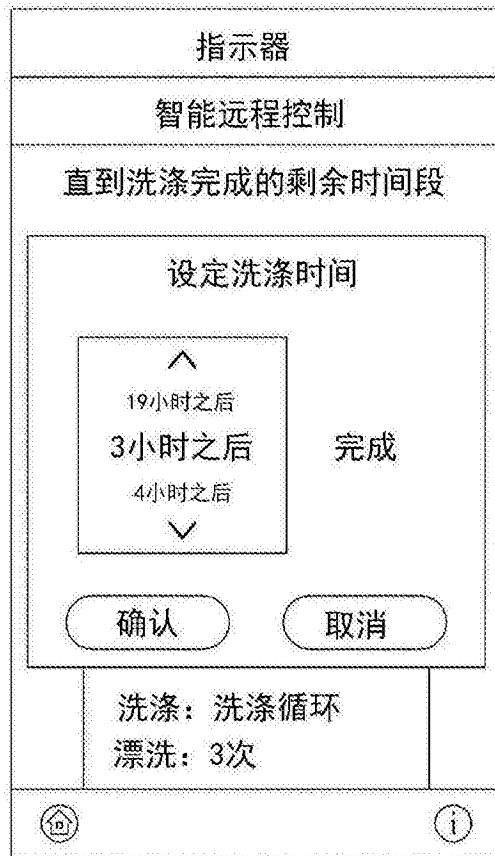 指示器
智能远程控制
直到洗涤完成的剩余时间段
设定洗涤时间
19小时之后
3小时之后
完成
4小时之后
确认
取消
洗涤：洗涤循环
漂洗：3次
i